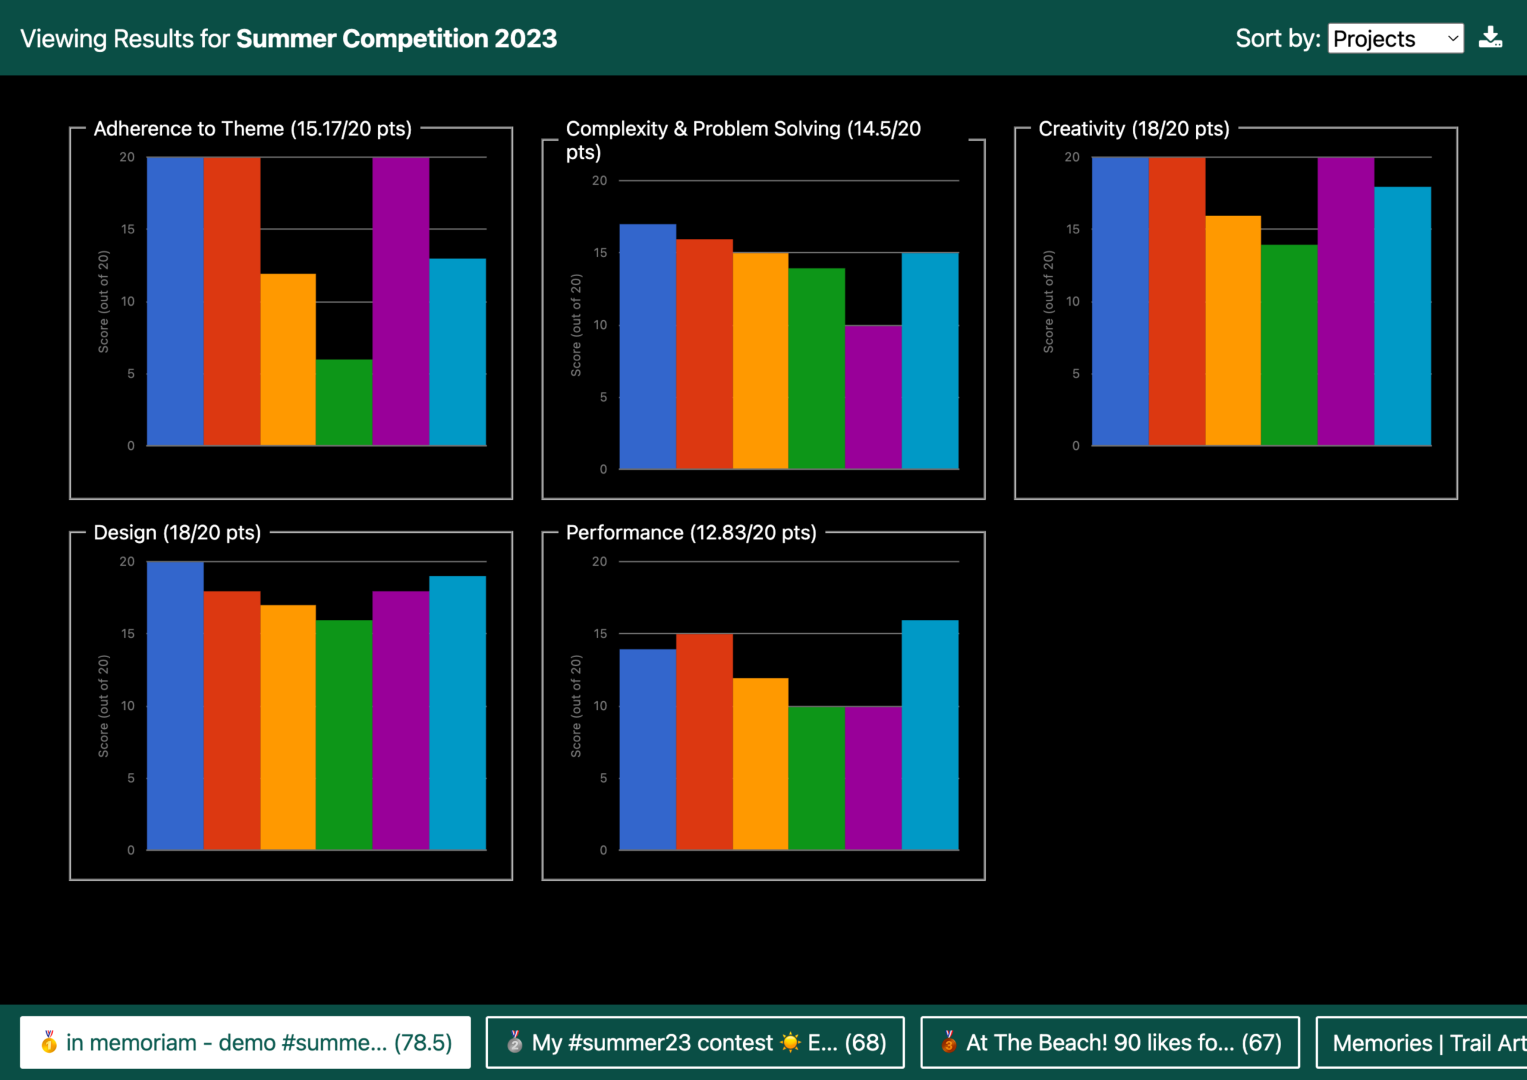 Viewing Results for Summer Competition 2023
Sort by: Projects
Adherence to Theme (15.17/20 pts)
20
15
10
5
0
Score (out of 20)
Complexity & Problem Solving (14.5/20
pts)
20
15
10
5
0
Score (out of 20)
Creativity (18/20 pts)
20
15
10
5
0
Score (out of 20)
Design (18/20 pts)
20
15
10
5
0
Score (out of 20)
Performance (12.83/20 pts)
20
15
10
5
0
Score (out of 20)
🥇 in memoriam - demo #summe... (78.5)
🥈 My #summer23 contest ☀️ E... (68)
🥉 At The Beach! 90 likes fo... (67)
Memories | Trail Art